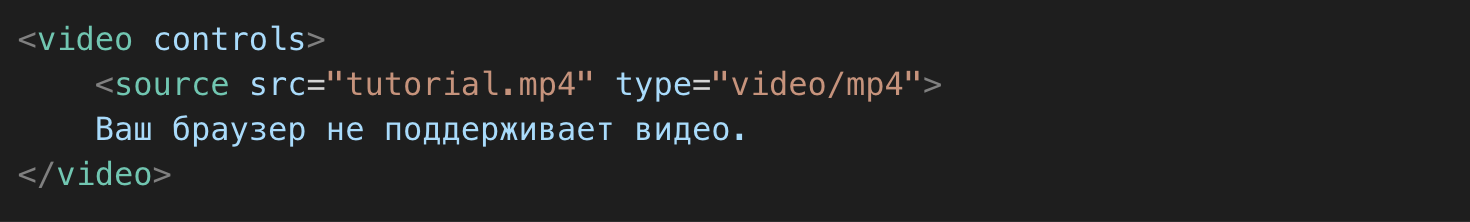 <video controls>
    <source src="tutorial.mp4" type="video/mp4">
    Ваш браузер не поддерживает видео.
</video>